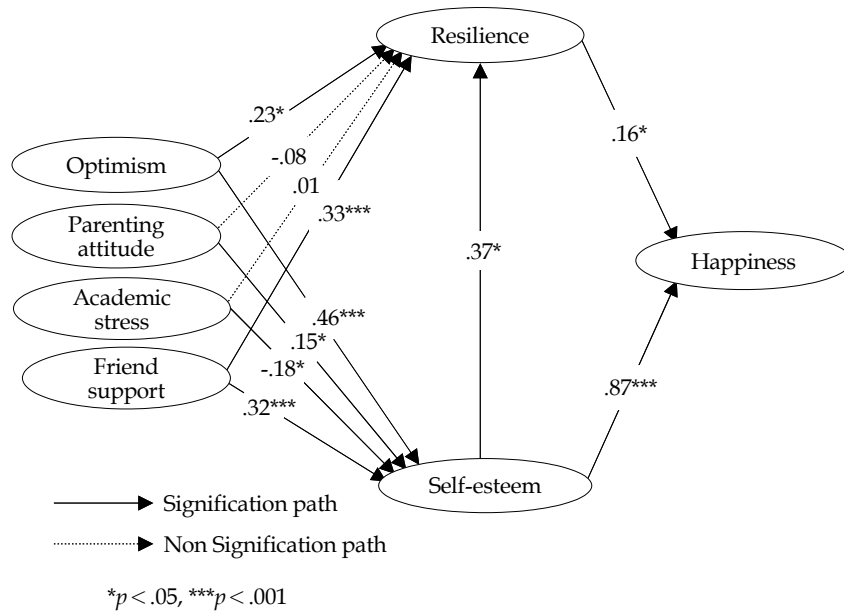 Resilience
.23*
.16*
Optimism
-.08
.01
.33***
Parenting
attitude
.37*
Happiness
Academic
stress
.46***
.15*
Friend
support
-.18*
.32***
.87***
Self-esteem
Signification path
Non Signification path
*p < .05, ***p < .001